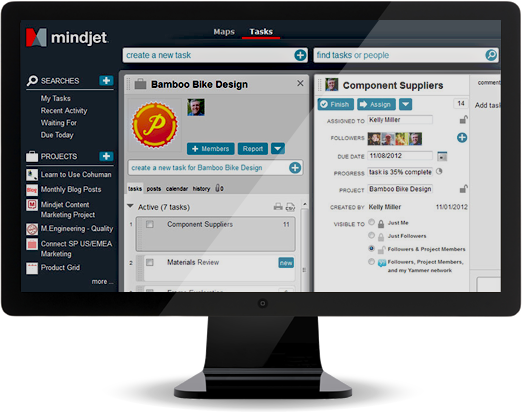 mindjet
Maps Tasks
create a new task
find tasks or people
SEARCHES
My Tasks
Recent Activity
Waiting For
Due Today
PROJECTS
Learn to Use Cohuman
Monthly Blog Posts
Mindjet Content
Marketing Project
M.Engineering - Quality
Connect SP US/EMEA
Marketing
Product Grid
more ...
Bamboo Bike Design
P
Members Report
create a new task for Bamboo Bike Design
tasks posts calendar history 0
Active (7 tasks)
CSV
1 Component Suppliers 11
2 Materials Review new
Component Suppliers
Finish Assign 14
ASSIGNED TO Kelly Miller
FOLLOWERS
DUE DATE 11/08/2012
PROGRESS task is 35% complete
PROJECT Bamboo Bike Design
CREATED BY Kelly Miller 11/01/2012
VISIBLE TO Just Me
Just Followers
Followers & Project Members
Followers, Project Members,
and my Yammer network
comment
Add task